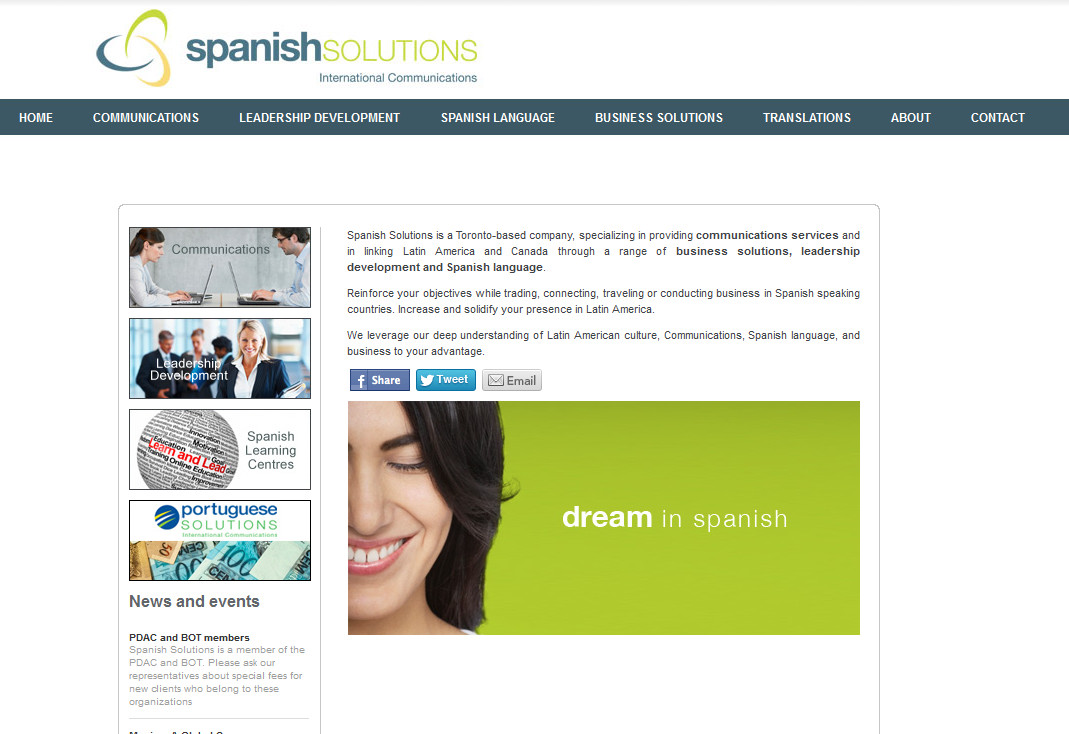 spanishSOLUTIONS
International Communications
HOME COMMUNICATIONS LEADERSHIP DEVELOPMENT SPANISH LANGUAGE BUSINESS SOLUTIONS TRANSLATIONS ABOUT CONTACT
Communications
Leadership
Development
Innovation
Motivation
Education
Goal
Learn and Lead
Training Online Education
Improvement
Spanish
Learning
Centres
portuguese
SOLUTIONS
International Communications
CEM
100
CEM
News and events
PDAC and BOT members
Spanish Solutions is a member of the
PDAC and BOT. Please ask our
representatives about special fees for
new clients who belong to these
organizations
Spanish Solutions is a Toronto-based company, specializing in providing communications services and
in linking Latin America and Canada through a range of business solutions, leadership
development and Spanish language.
Reinforce your objectives while trading, connecting, traveling or conducting business in Spanish speaking
countries. Increase and solidify your presence in Latin America.
We leverage our deep understanding of Latin American culture, Communications, Spanish language, and
business to your advantage.
f Share Tweet Email
dream in spanish